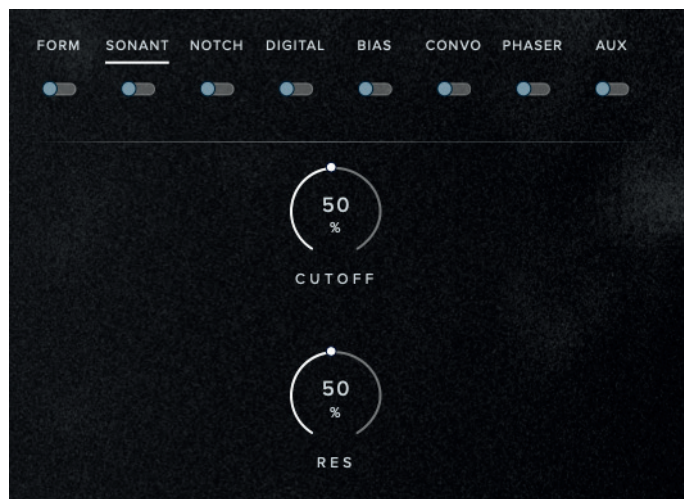 FORM SONANT NOTCH DIGITAL BIAS CONVO PHASER AUX
50
%
CUTOFF
50
%
RES